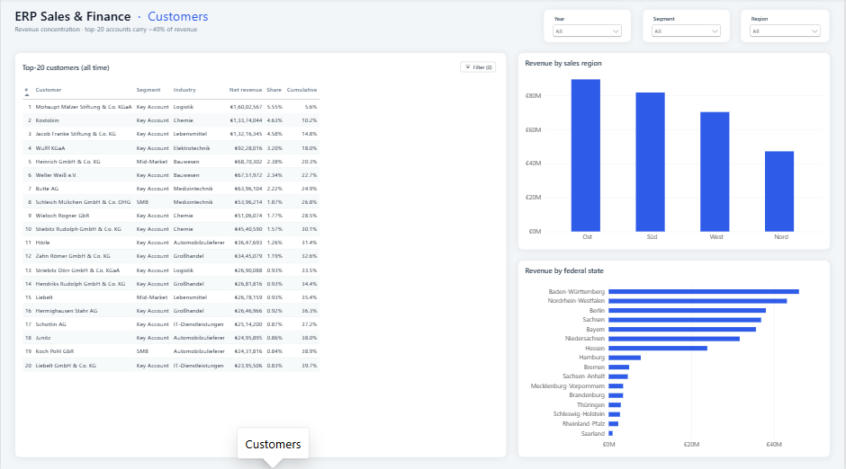 ERP Sales & Finance · Customers
Revenue concentration · top-20 accounts carry ~40% of revenue
Year
All
Segment
All
Region
All
Top-20 customers (all time)
Filter (0)
# Customer Segment Industry Net revenue Share Cumulative
1 Mohaupt Mälzer Stiftung & Co. KGaA Key Account Logistik €1,60,02,567 5.55% 5.6%
2 Kostolzin Key Account Chemie €1,33,74,044 4.63% 10.2%
3 Jacob Franke Stiftung & Co. KG Key Account Lebensmittel €1,32,16,345 4.58% 14.8%
4 Wulff KGaA Key Account Elektrotechnik €92,28,016 3.20% 18.0%
5 Heinrich GmbH & Co. KG Mid-Market Bauwesen €68,70,302 2.38% 20.3%
6 Weller Weiß e.V. Key Account Bauwesen €67,51,972 2.34% 22.7%
7 Butte AG Key Account Medizintechnik €63,96,104 2.22% 24.9%
8 Schleich Mülichen GmbH & Co. OHG SMB Medizintechnik €53,96,214 1.87% 26.8%
9 Wieloch Rogner GbR Key Account Chemie €51,06,074 1.77% 28.5%
10 Stiebitz Rudolph GmbH & Co. KG Key Account Chemie €45,40,590 1.57% 30.1%
11 Hölzle Key Account Automobilzulieferer €36,47,693 1.26% 31.4%
12 Zahn Römer GmbH & Co. KG Key Account Großhandel €34,45,079 1.19% 32.6%
13 Striebitz Dörr GmbH & Co. KGaA Key Account Logistik €26,90,088 0.93% 33.5%
14 Hendriks Rudolph GmbH & Co. KG Key Account Großhandel €26,81,816 0.93% 34.4%
15 Liebelt Mid-Market Lebensmittel €26,78,159 0.93% 35.4%
16 Hermighausen Stahr AG Key Account Großhandel €26,46,966 0.92% 36.3%
17 Schottin AG Key Account IT-Dienstleistungen €25,14,200 0.87% 37.2%
18 Junitz Key Account Automobilzulieferer €24,95,895 0.86% 38.0%
19 Koch Pohl GbR SMB Automobilzulieferer €24,31,816 0.84% 38.9%
20 Liebelt GmbH & Co. KG Key Account IT-Dienstleistungen €23,95,506 0.83% 39.7%
Customers
Revenue by sales region
€80M
€60M
€40M
€20M
€0M
Ost Süd West Nord
Revenue by federal state
Baden-Württemberg
Nordrhein-Westfalen
Berlin
Sachsen
Bayern
Niedersachsen
Hessen
Hamburg
Bremen
Sachsen-Anhalt
Mecklenburg-Vorpommern
Brandenburg
Thüringen
Schleswig-Holstein
Rheinland-Pfalz
Saarland
€0M €20M €40M